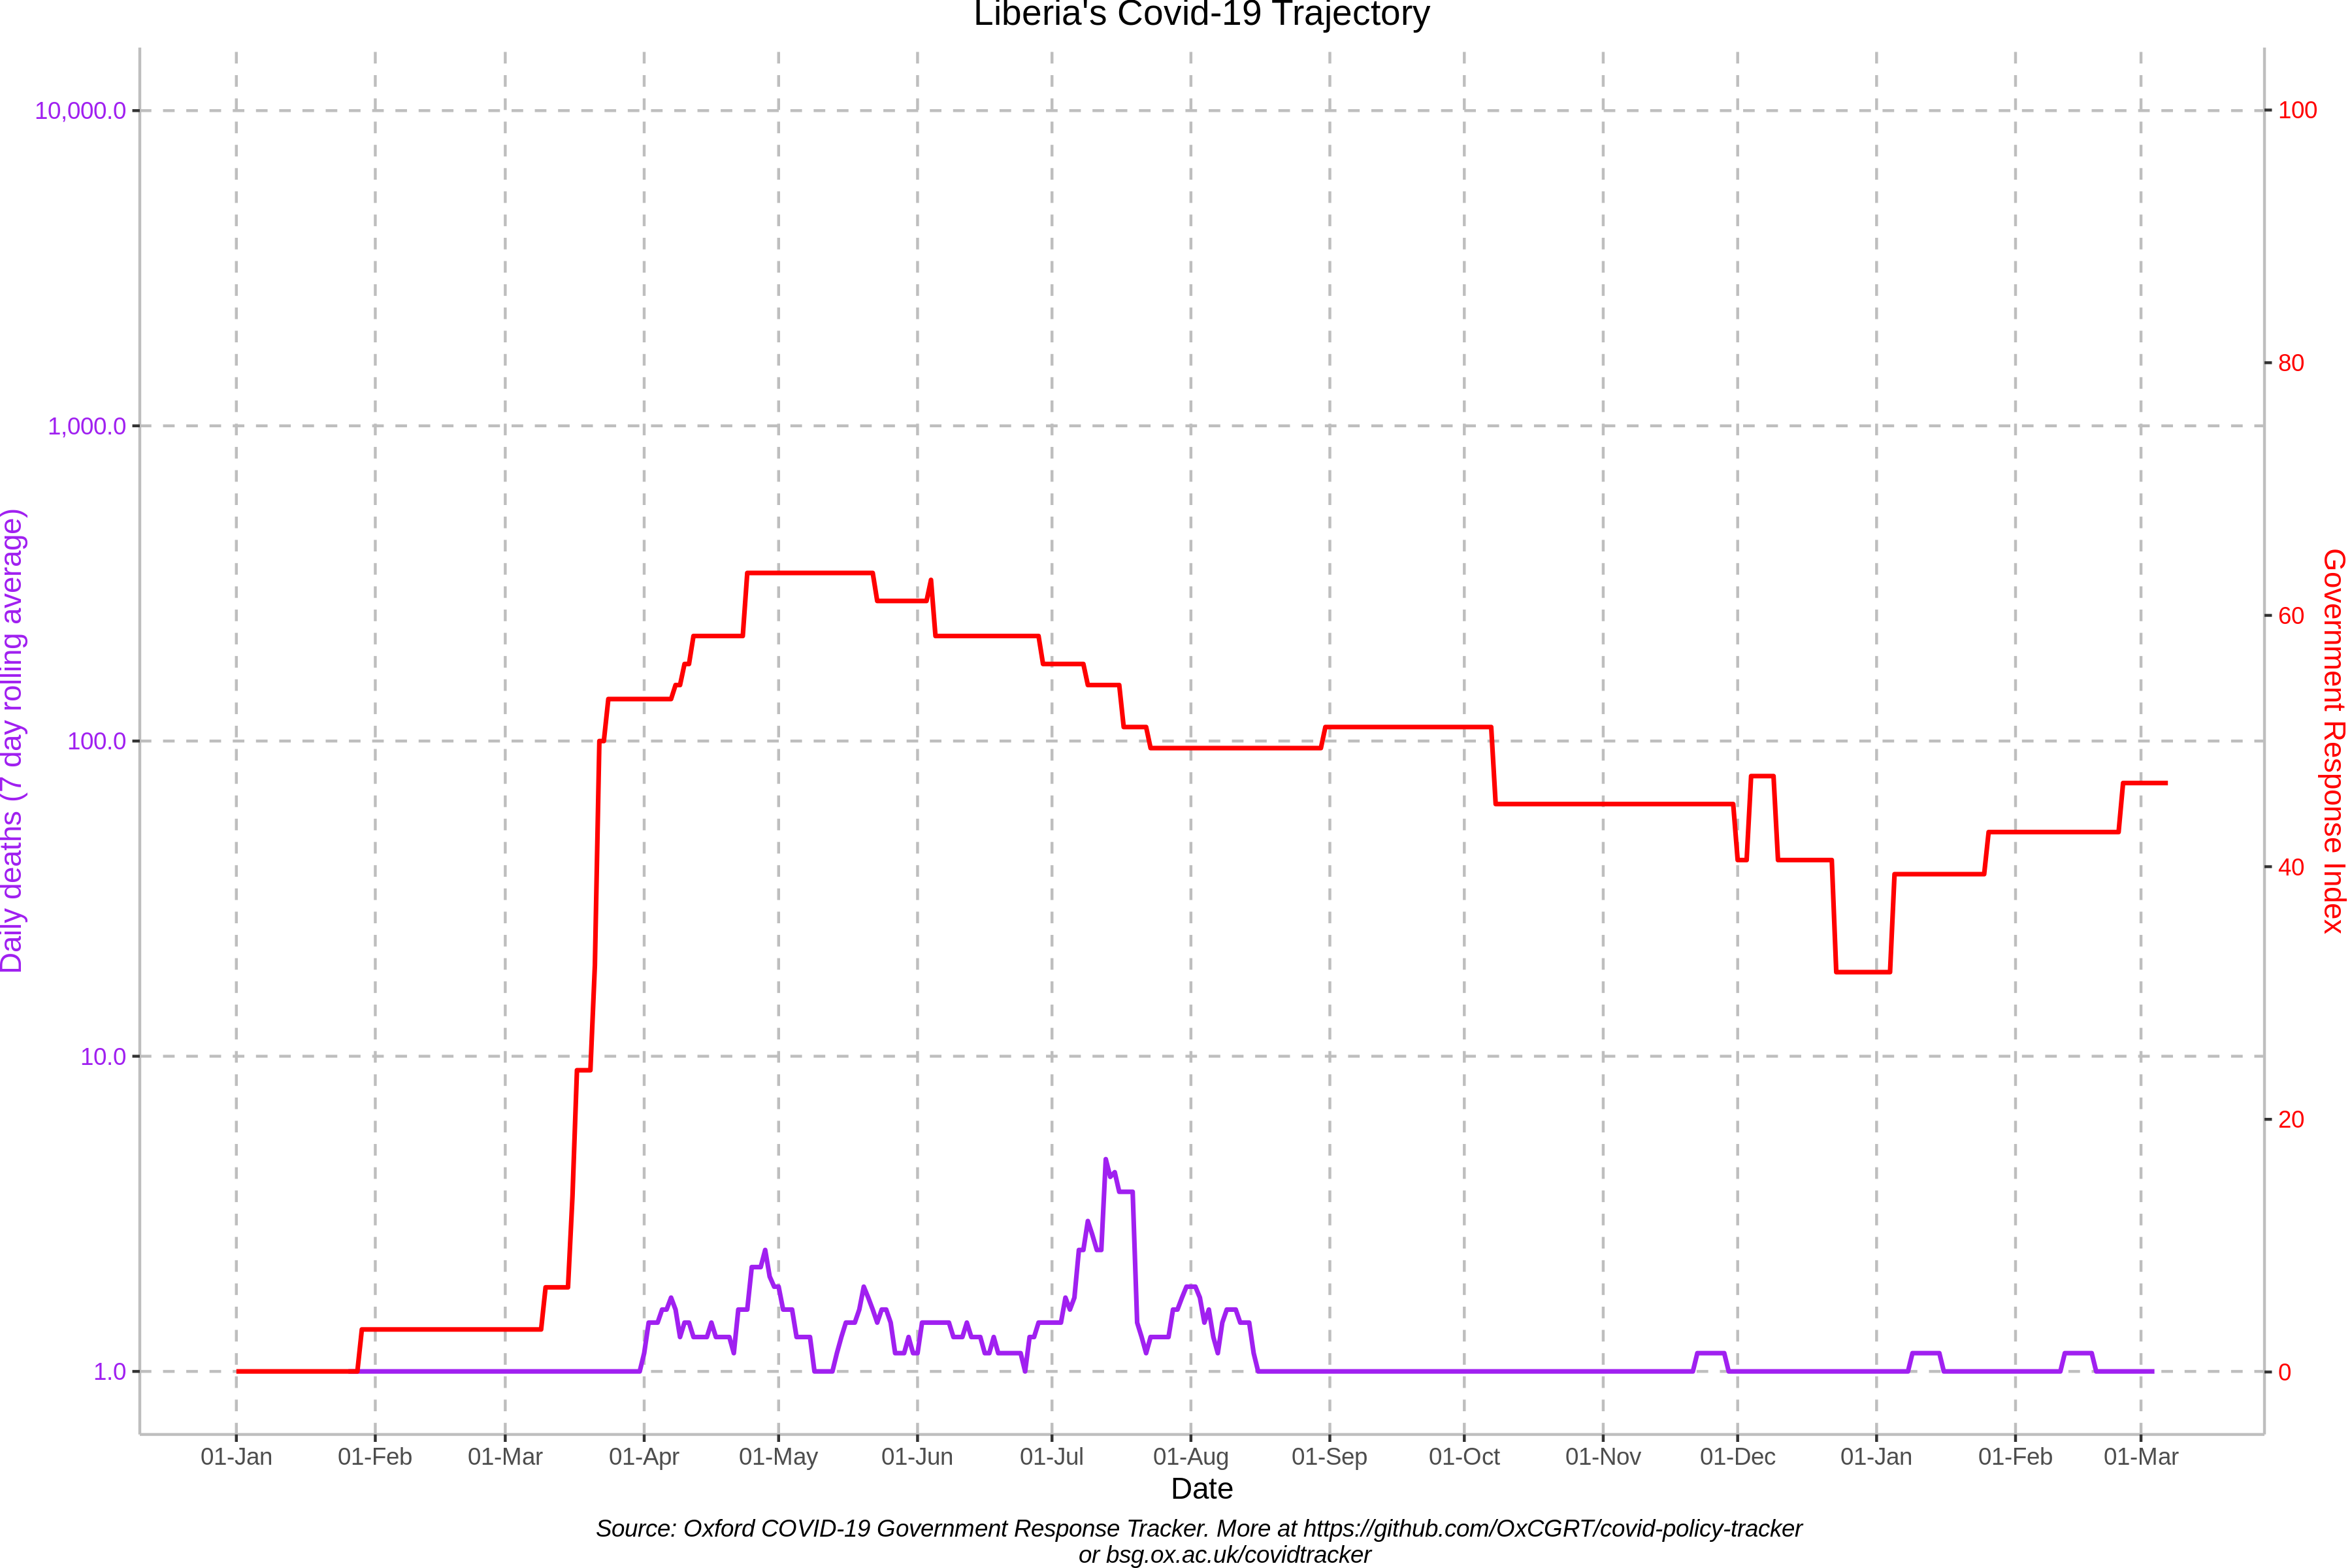 Liberia's Covid-19 Trajectory
10,000.0
1,000.0
100.0
10.0
1.0
Daily deaths (7 day rolling average)
100
80
60
40
20
0
Government Response Index
01-Jan 01-Feb 01-Mar 01-Apr 01-May 01-Jun 01-Jul 01-Aug 01-Sep 01-Oct 01-Nov 01-Dec 01-Jan 01-Feb 01-Mar
Date
Source: Oxford COVID-19 Government Response Tracker. More at https://github.com/OxCGRT/covid-policy-tracker
or bsg.ox.ac.uk/covidtracker